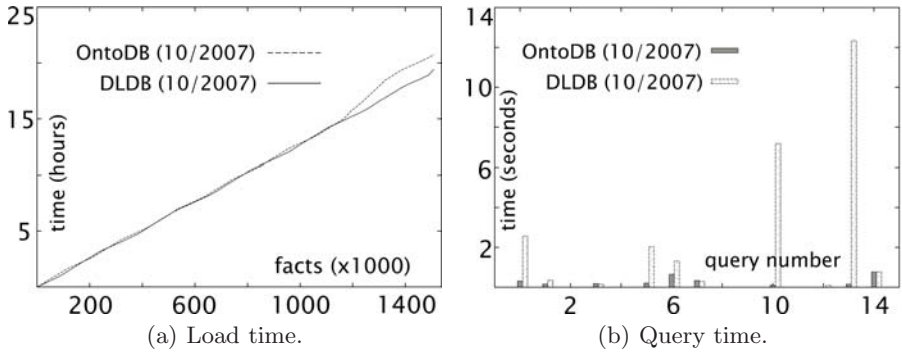 25
OntoDB (10/2007)
DLDB (10/2007)
15
5
time (hours)
facts (x1000)
200 600 1000 1400
(a) Load time.
14
OntoDB (10/2007)
DLDB (10/2007)
10
6
2
time (seconds)
query number
2 6 10 14
(b) Query time.